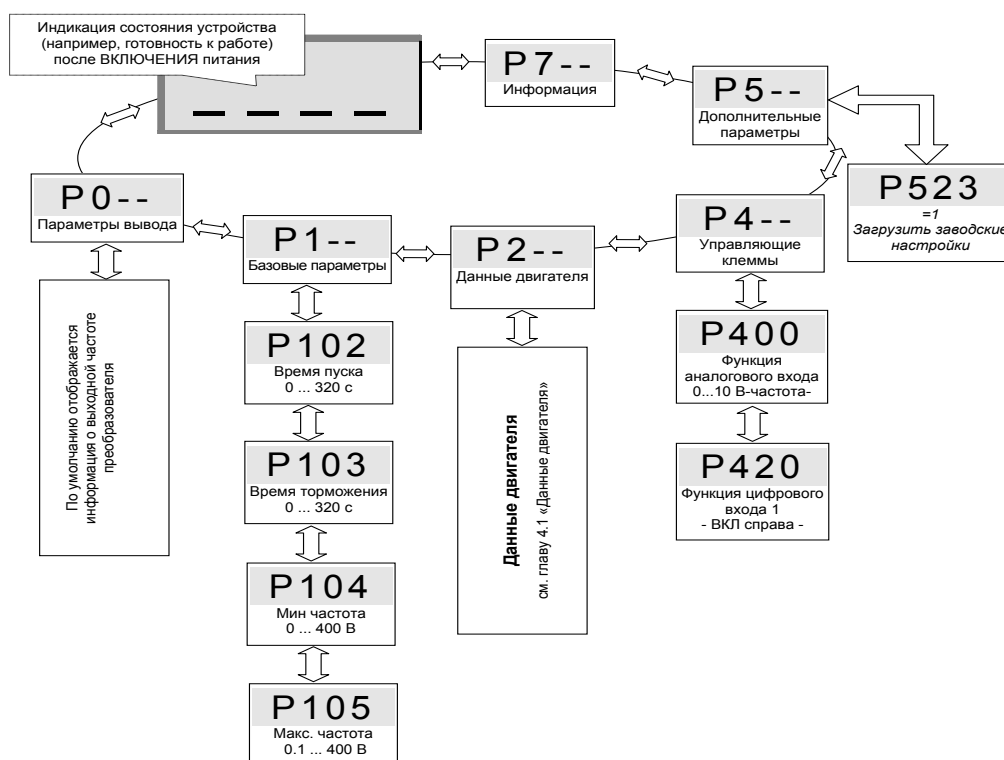 Индикация состояния устройства
(например, готовность к работе)
после ВКЛЮЧЕНИЯ питания
_ _ _ _
P7--
Информация
P5--
Дополнительные
параметры
P523
=1
Загрузить заводские
настройки
P0--
Параметры вывода
По умолчанию отображается
информация о выходной частоте
преобразователя
P1--
Базовые параметры
P102
Время пуска
0 ... 320 с
P103
Время торможения
0 ... 320 с
P104
Мин частота
0 ... 400 В
P105
Макс. частота
0.1 ... 400 В
P2--
Данные двигателя
Данные двигателя
см. главу 4.1 «Данные двигателя»
P4--
Управляющие
клеммы
P400
Функция
аналогового входа
0...10 В-частота-
P420
Функция цифрового
входа 1
- ВКЛ справа -